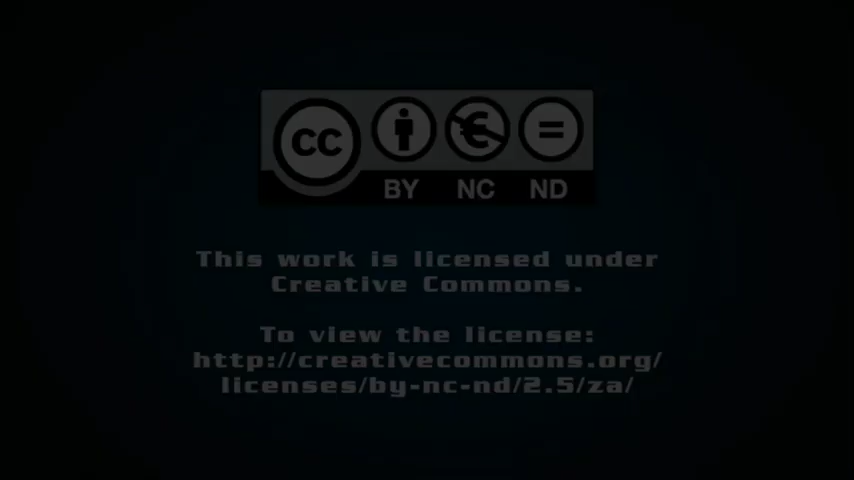 CC BY NC ND
This work is licensed under
Creative Commons.
To view the license:
http://creativecommons.org/
licenses/by-nc-nd/2.5/za/